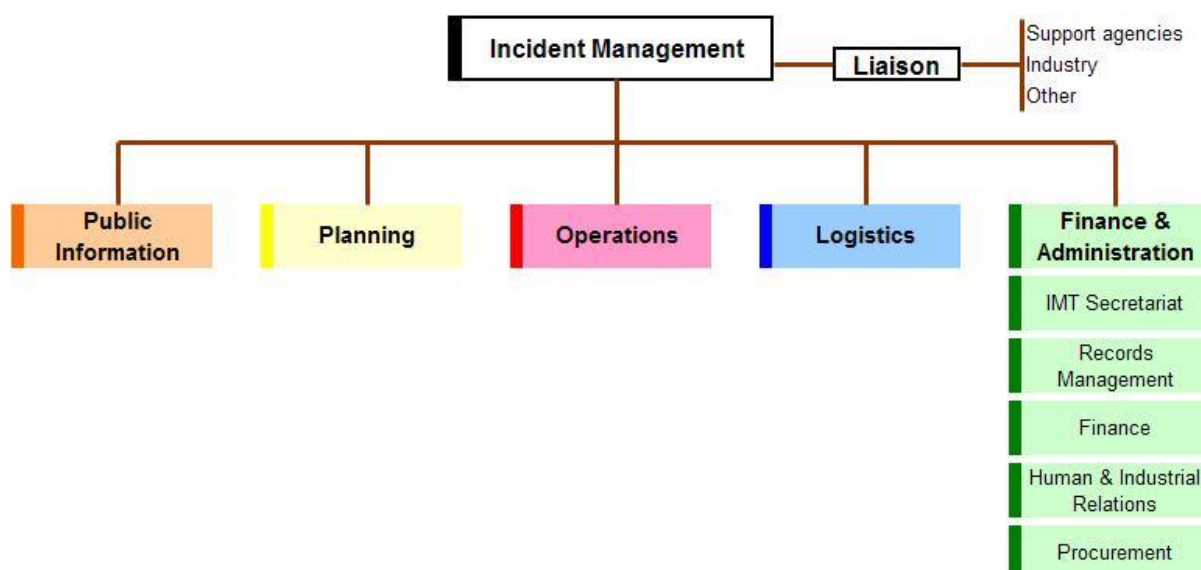 Incident Management
Liaison
Support agencies
Industry
Other
Public
Information
Planning
Operations
Logistics
Finance &
Administration
IMT Secretariat
Records
Management
Finance
Human & Industrial
Relations
Procurement